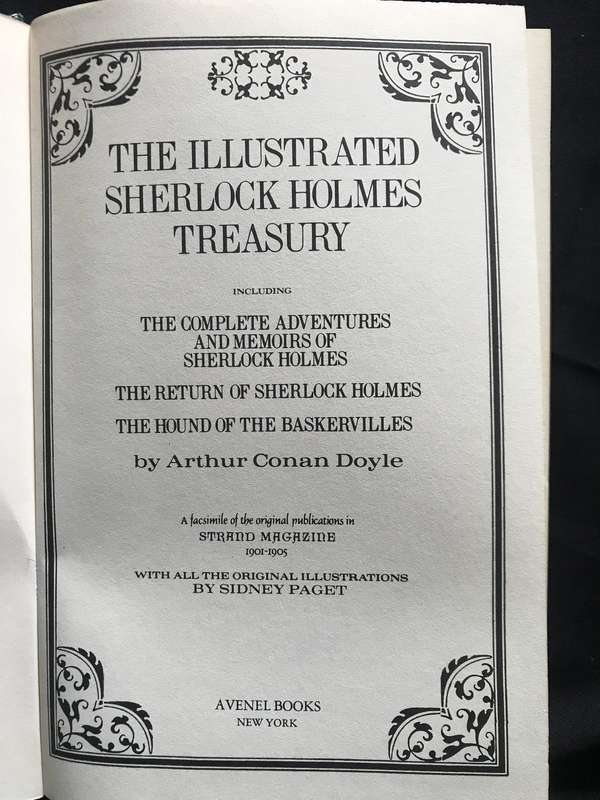 THE ILLUSTRATED
SHERLOCK HOLMES
TREASURY
INCLUDING
THE COMPLETE ADVENTURES
AND MEMOIRS OF
SHERLOCK HOLMES
THE RETURN OF SHERLOCK HOLMES
THE HOUND OF THE BASKERVILLES
by Arthur Conan Doyle
A facsimile of the original publications in
STRAND MAGAZINE
1901-1905
WITH ALL THE ORIGINAL ILLUSTRATIONS
BY SIDNEY PAGET
AVENEL BOOKS
NEW YORK